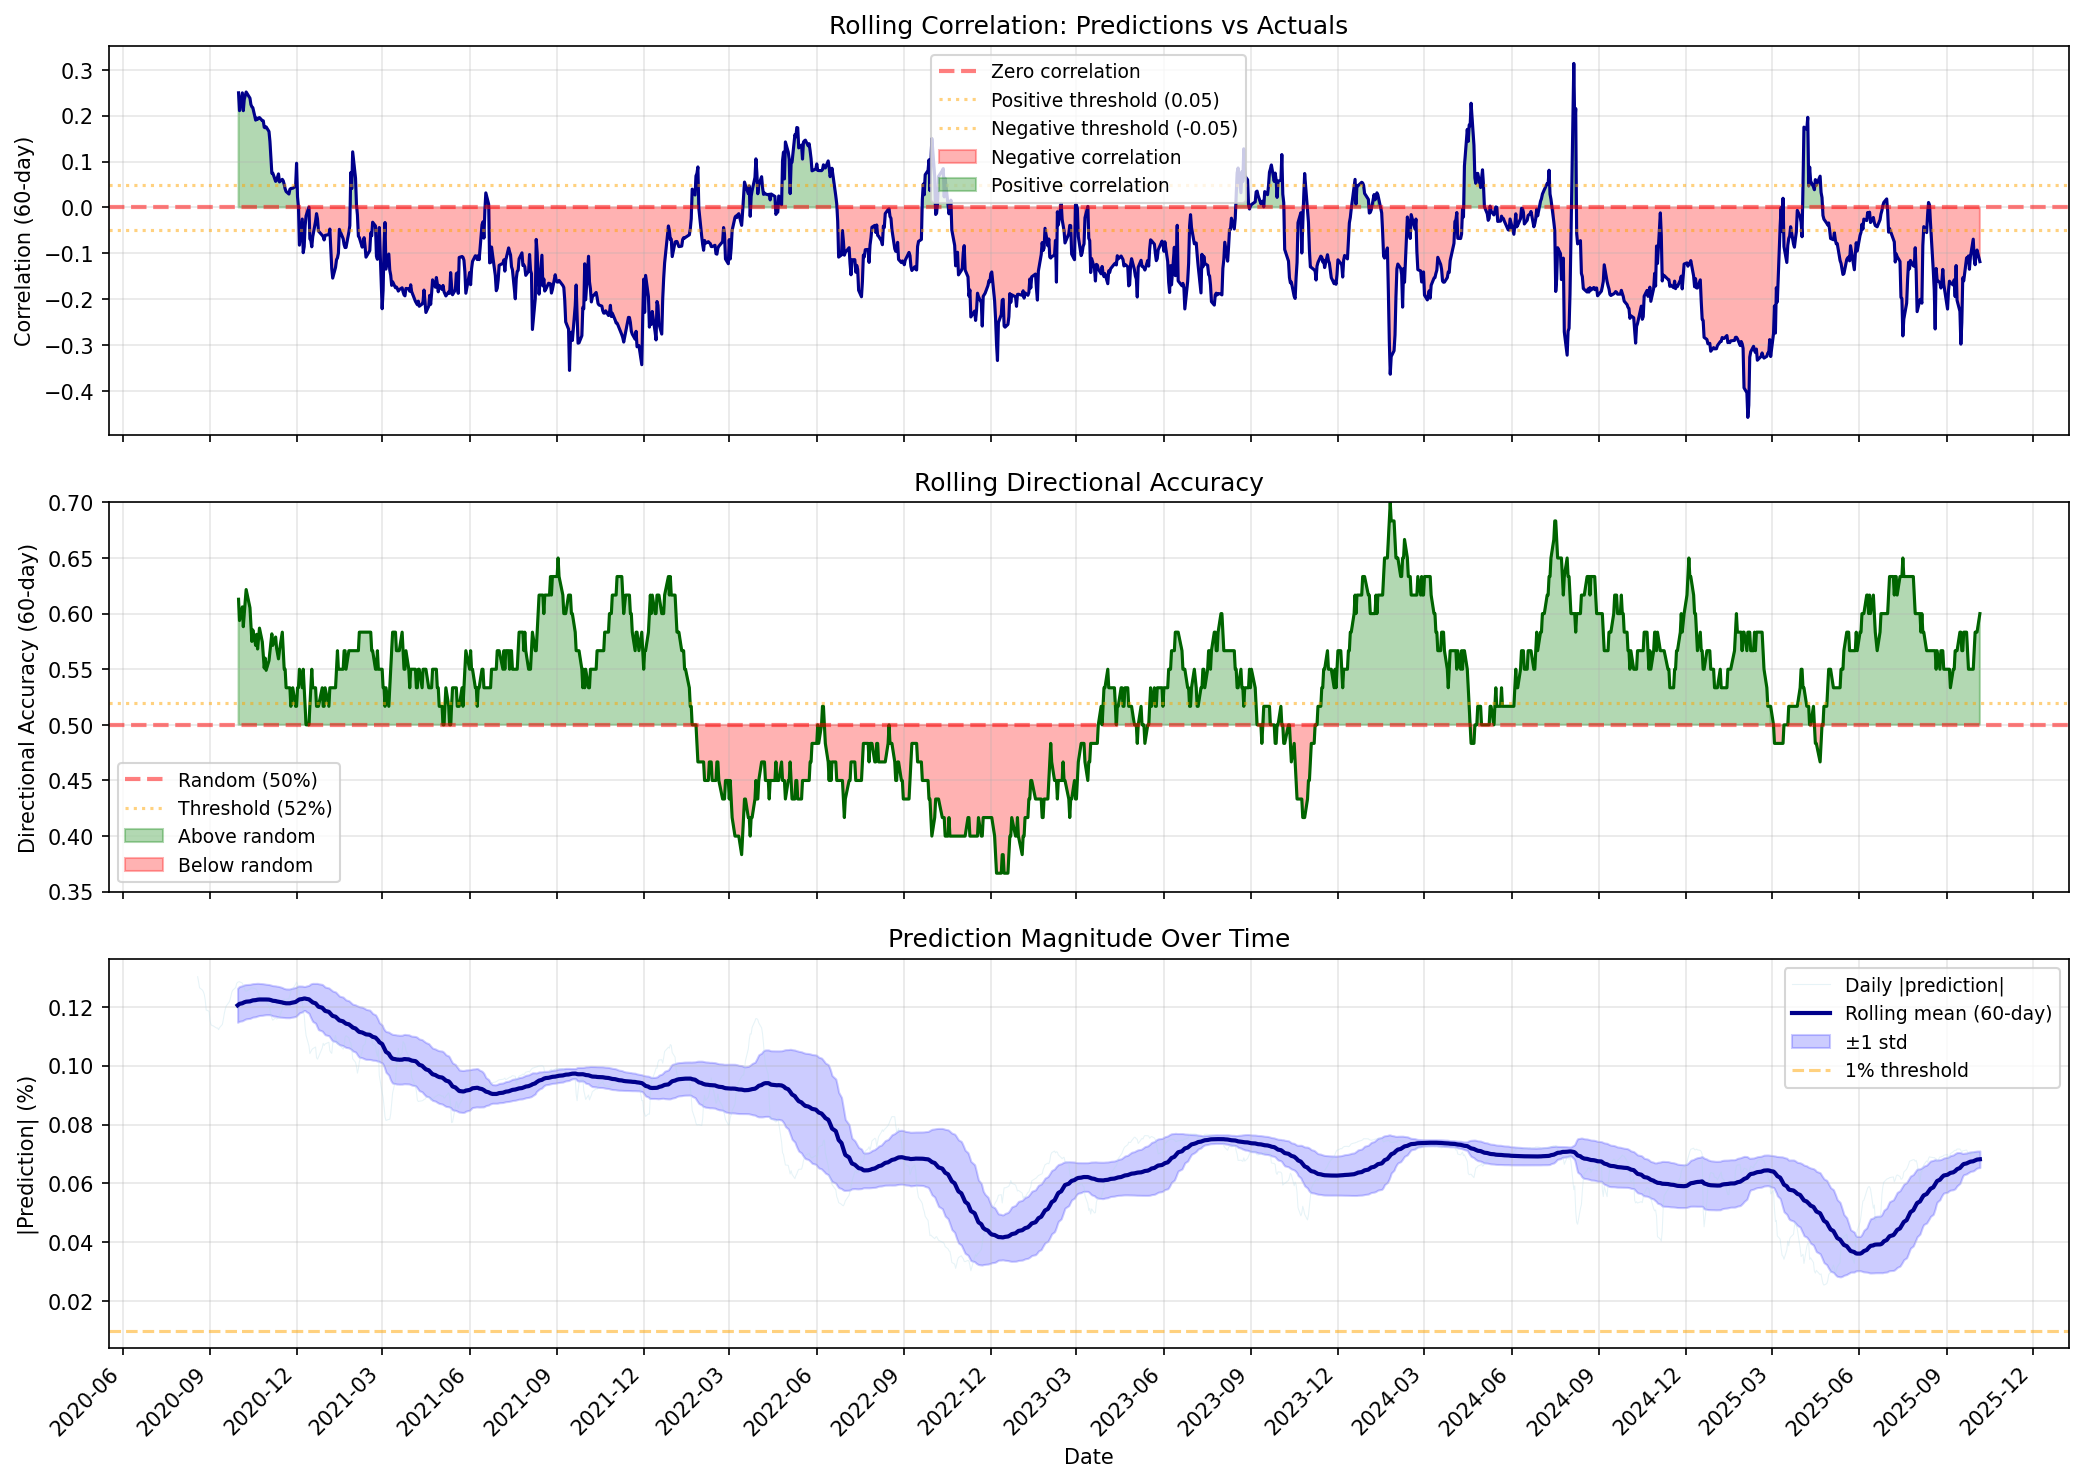 Rolling Correlation: Predictions vs Actuals
Correlation (60-day)
0.3
0.2
0.1
0.0
−0.1
−0.2
−0.3
−0.4
Zero correlation
Positive threshold (0.05)
Negative threshold (-0.05)
Negative correlation
Positive correlation
Rolling Directional Accuracy
Directional Accuracy (60-day)
0.70
0.65
0.60
0.55
0.50
0.45
0.40
0.35
Random (50%)
Threshold (52%)
Above random
Below random
Prediction Magnitude Over Time
|Prediction| (%)
0.12
0.10
0.08
0.06
0.04
0.02
Daily |prediction|
Rolling mean (60-day)
±1 std
1% threshold
2020-06
2020-09
2020-12
2021-03
2021-06
2021-09
2021-12
2022-03
2022-06
2022-09
2022-12
2023-03
2023-06
2023-09
2023-12
2024-03
2024-06
2024-09
2024-12
2025-03
2025-06
2025-09
2025-12
Date